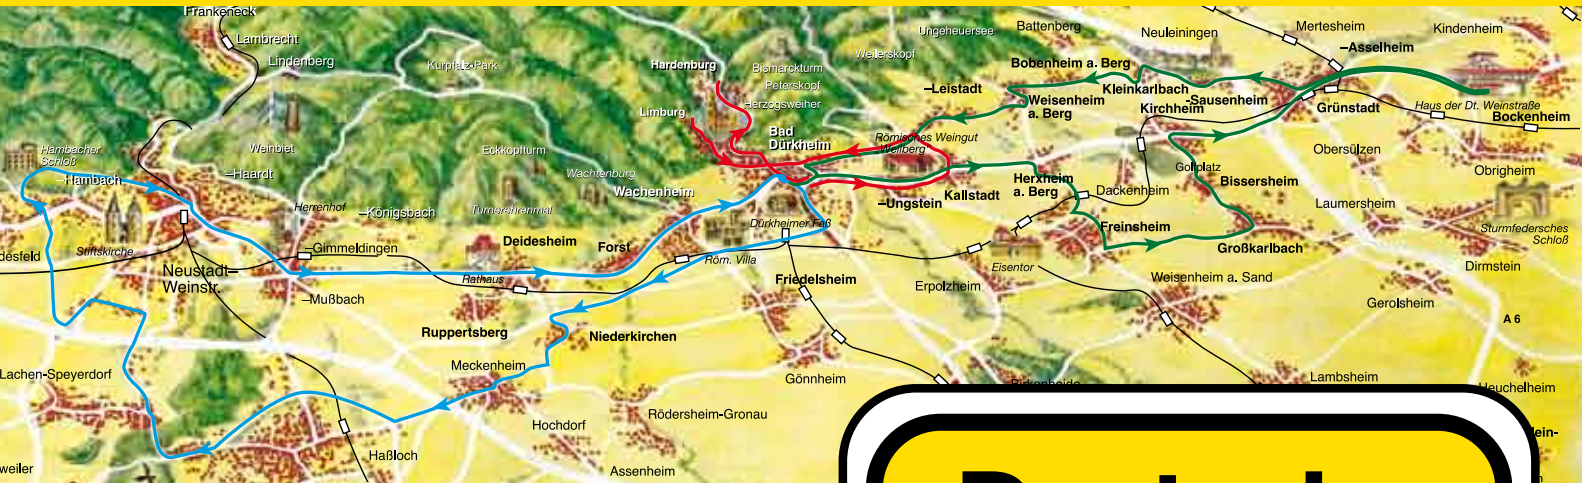 Frankeneck
Lambrecht
Lindenberg
Kurpfalz-Park
Weinbiet
Eckkopfturm
Hambacher
Schloß
–Hambach
–Haardt
Herrenhof
–Königsbach
Turnerehrenmal
Wachtenburg
Wachenheim
Stiftskirche
desfeld
Neustadt–
Weinstr.
–Gimmeldingen
–Mußbach
Deidesheim
Forst
Rathaus
Ruppertsberg
Niederkirchen
Meckenheim
Lachen-Speyerdorf
weiler
Haßloch
Hochdorf
Assenheim
Rödersheim-Gronau
Hardenburg
Limburg
Bismarckturm
Peterskopf
Herzogsweiher
Bad
Dürkheim
Weilerskopf
Ungeheuersee
Battenberg
Neuleiningen
Mertesheim
Kindenheim
–Asselheim
Bobenheim a. Berg
–Leistadt
Weisenheim
a. Berg
Kleinkarlbach
Kirchheim
-Sausenheim
Grünstadt
Haus der Dt. Weinstraße
Bockenheim
Römisches Weingut
„Weilberg“
Obersülzen
Obrigheim
Golfplatz
Bissersheim
Herxheim
a. Berg
Dackenheim
Kallstadt
–Ungstein
Laumersheim
Dürkheimer Faß
Röm. Villa
Freinsheim
Großkarlbach
Sturmfedersches
Schloß
Dirmstein
Eisentor
Weisenheim a. Sand
Friedelsheim
Erpolzheim
Gerolsheim
A 6
Gönnheim
Birkenheide
Lambsheim
Heuchelheim
lein-